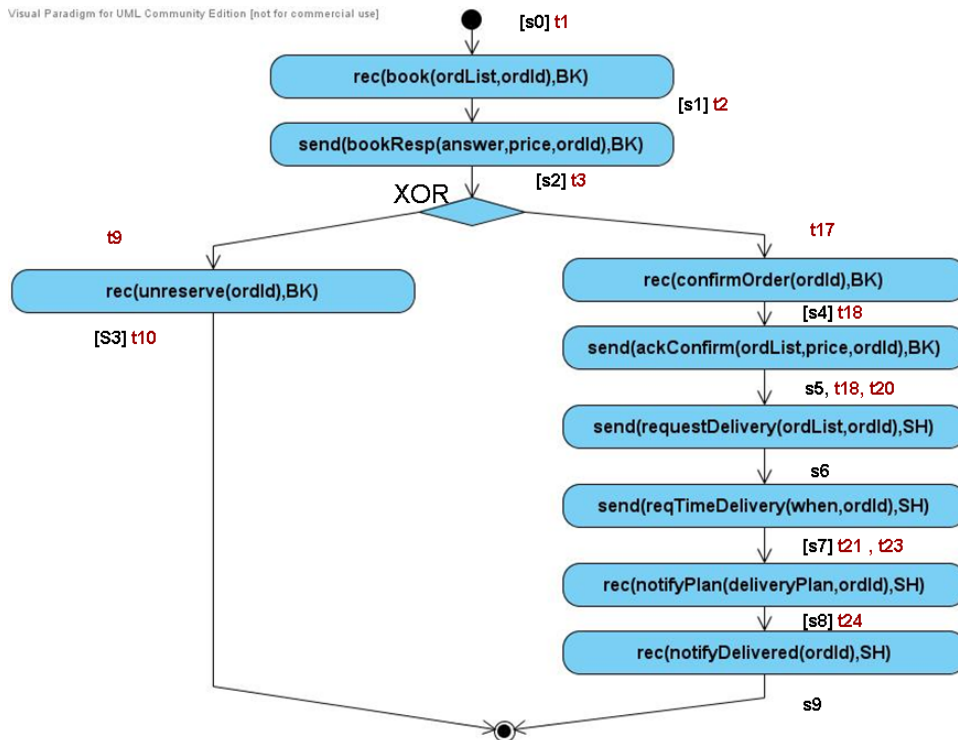 Visual Paradigm for UML Community Edition [not for commercial use]
[s0] t1
rec(book(ordList,ordId),BK)
[s1] t2
send(bookResp(answer,price,ordId),BK)
[s2] t3
XOR
t9
t17
rec(unreserve(ordId),BK)
rec(confirmOrder(ordId),BK)
[S3] t10
[s4] t18
send(ackConfirm(ordList,price,ordId),BK)
s5, t18, t20
send(requestDelivery(ordList,ordId),SH)
s6
send(reqTimeDelivery(when,ordId),SH)
[s7] t21 , t23
rec(notifyPlan(deliveryPlan,ordId),SH)
[s8] t24
rec(notifyDelivered(ordId),SH)
s9